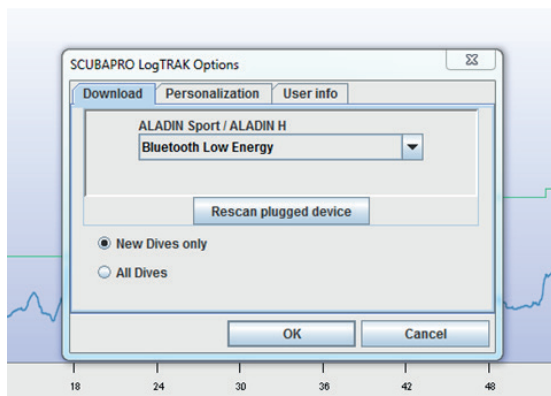 SCUBAPRO LogTRAK Options
Download Personalization User info
ALADIN Sport / ALADIN H
Bluetooth Low Energy
Rescan plugged device
New Dives only
All Dives
OK Cancel
18 24 30 36 42 48